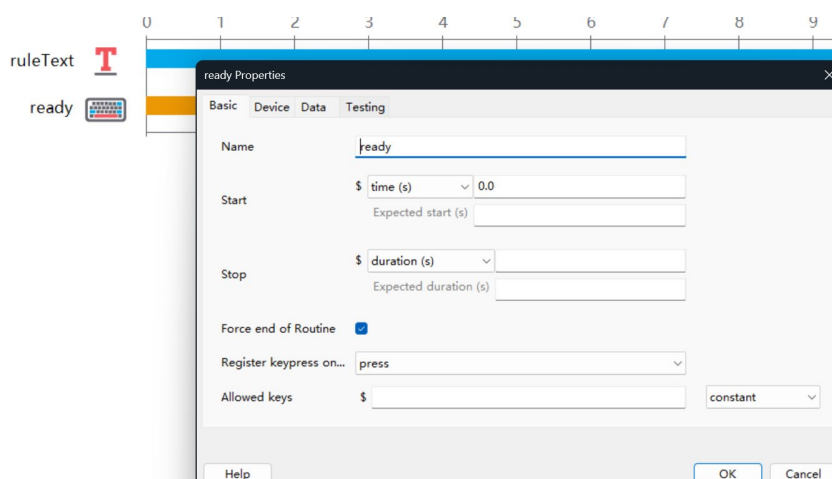 0 1 2 3 4 5 6 7 8 9
ruleText
ready
ready Properties
Basic Device Data Testing
Name ready
Start $ time (s) 0.0
Expected start (s)
Stop $ duration (s)
Expected duration (s)
Force end of Routine
Register keypress on... press
Allowed keys $ constant
Help OK Cancel